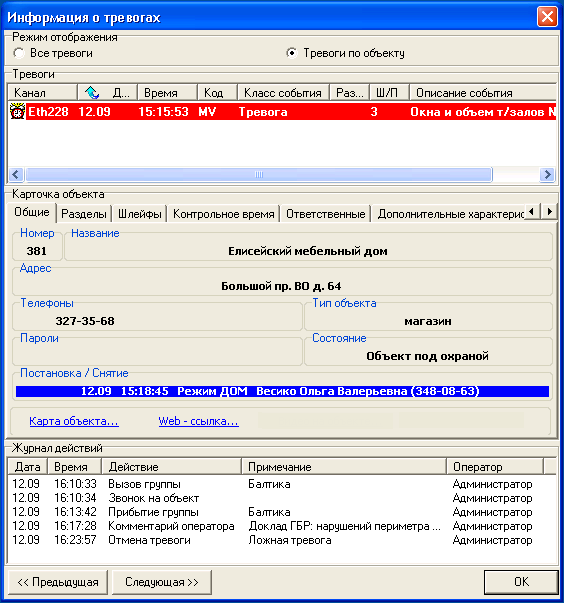 Информация о тревогах
Режим отображения
Все тревоги Тревоги по объекту
Тревоги
Канал Д... Время Код Класс события Раз... Ш/П Описание события
Eth228 12.09 15:15:53 MV Тревога 3 Окна и объем т/залов N
Карточка объекта
Общие Разделы Шлейфы Контрольное время Ответственные Дополнительные характерис
Номер Название
381 Елисейский мебельный дом
Адрес
Большой пр. ВО д. 64
Телефоны Тип объекта
327-35-68 магазин
Пароли Состояние
Объект под охраной
Постановка / Снятие
12.09 15:18:45 Режим ДОМ Весико Ольга Валерьевна (348-08-63)
Карта объекта... Web - ссылка...
Журнал действий
Дата Время Действие Примечание Оператор
12.09 16:10:33 Вызов группы Балтика Администратор
12.09 16:10:34 Звонок на объект Администратор
12.09 16:13:42 Прибытие группы Балтика Администратор
12.09 16:17:28 Комментарий оператора Доклад ГБР: нарушений периметра ... Администратор
12.09 16:23:57 Отмена тревоги Ложная тревога Администратор
<< Предыдущая Следующая >> OK